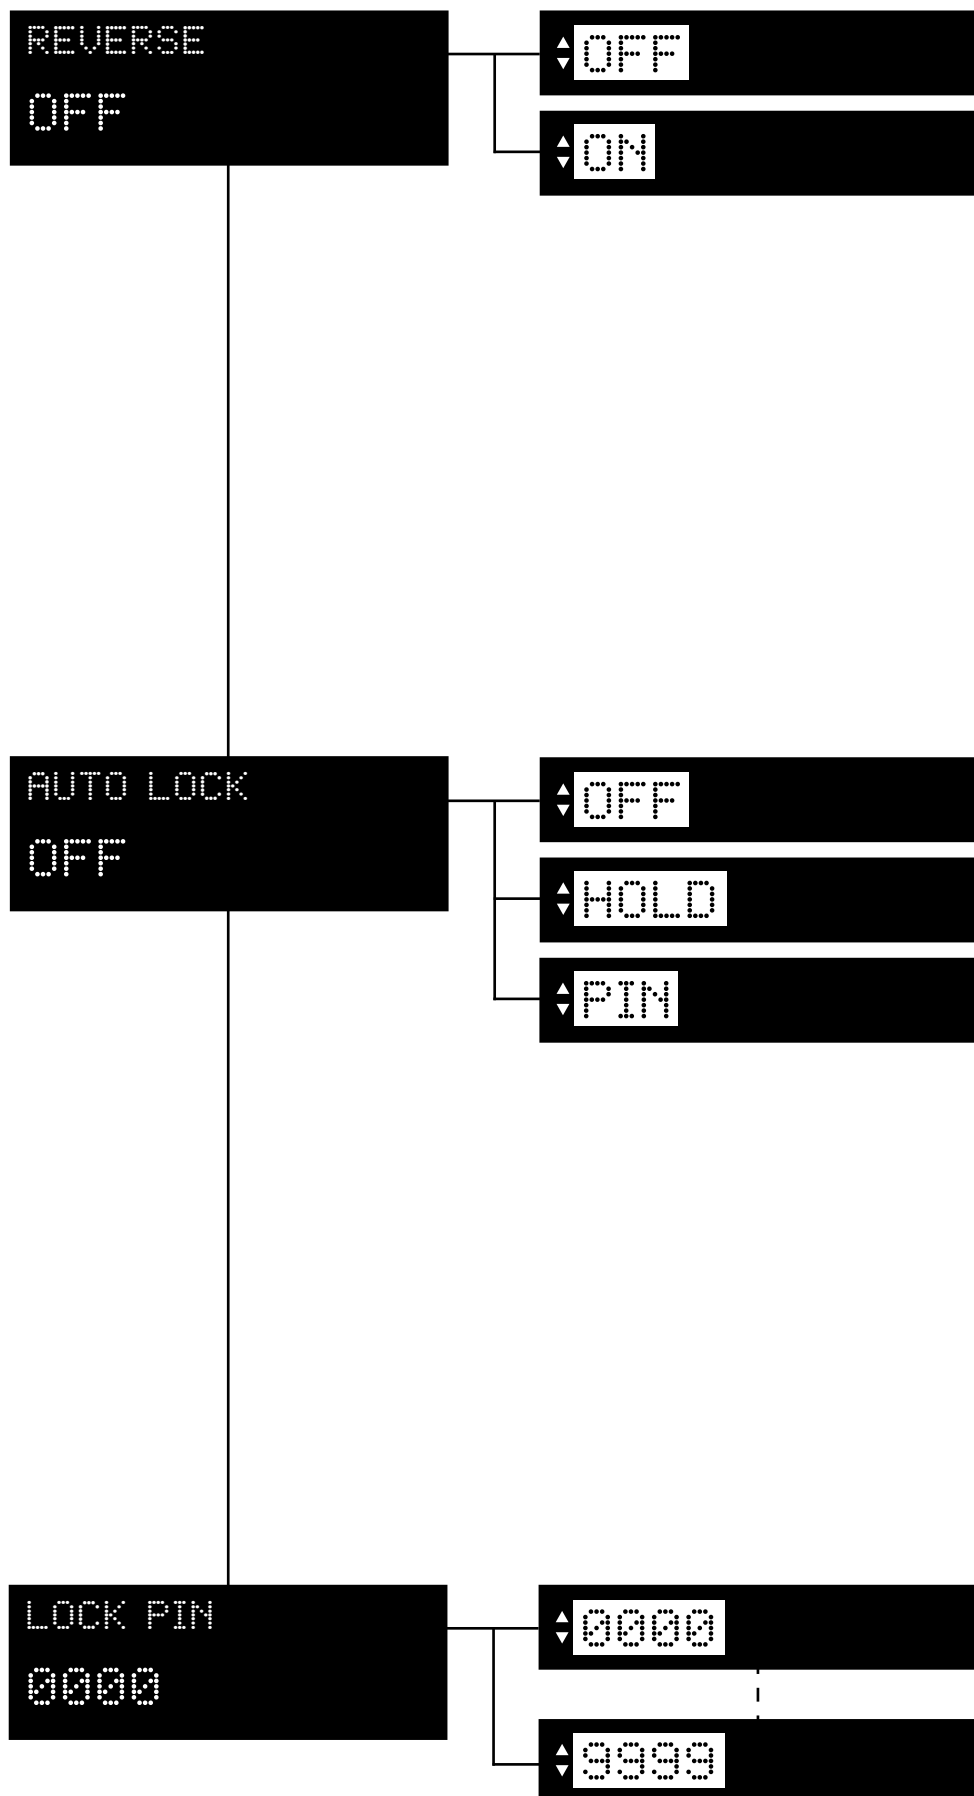 REVERSE
OFF
OFF
ON
AUTO LOCK
OFF
OFF
HOLD
PIN
LOCK PIN
0000
0000
9999